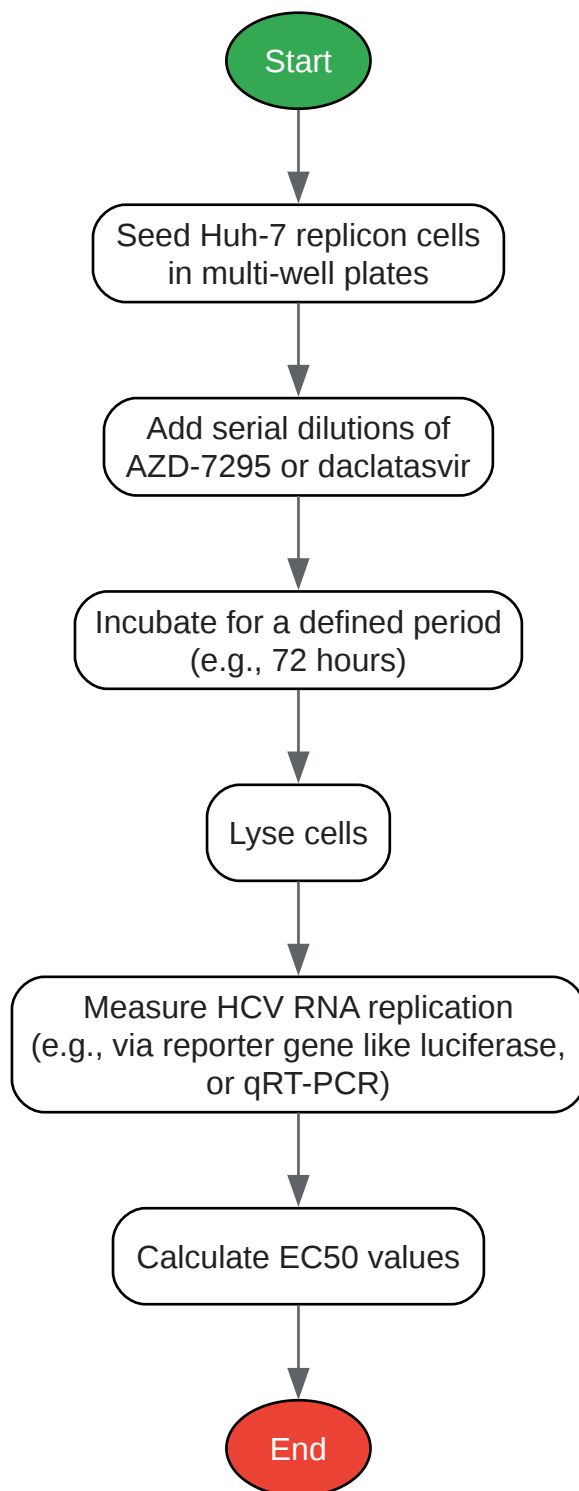 Start
Seed Huh-7 replicon cells
in multi-well plates
Add serial dilutions of
AZD-7295 or daclatasvir
Incubate for a defined period
(e.g., 72 hours)
Lyse cells
Measure HCV RNA replication
(e.g., via reporter gene like luciferase,
or qRT-PCR)
Calculate EC50 values
End